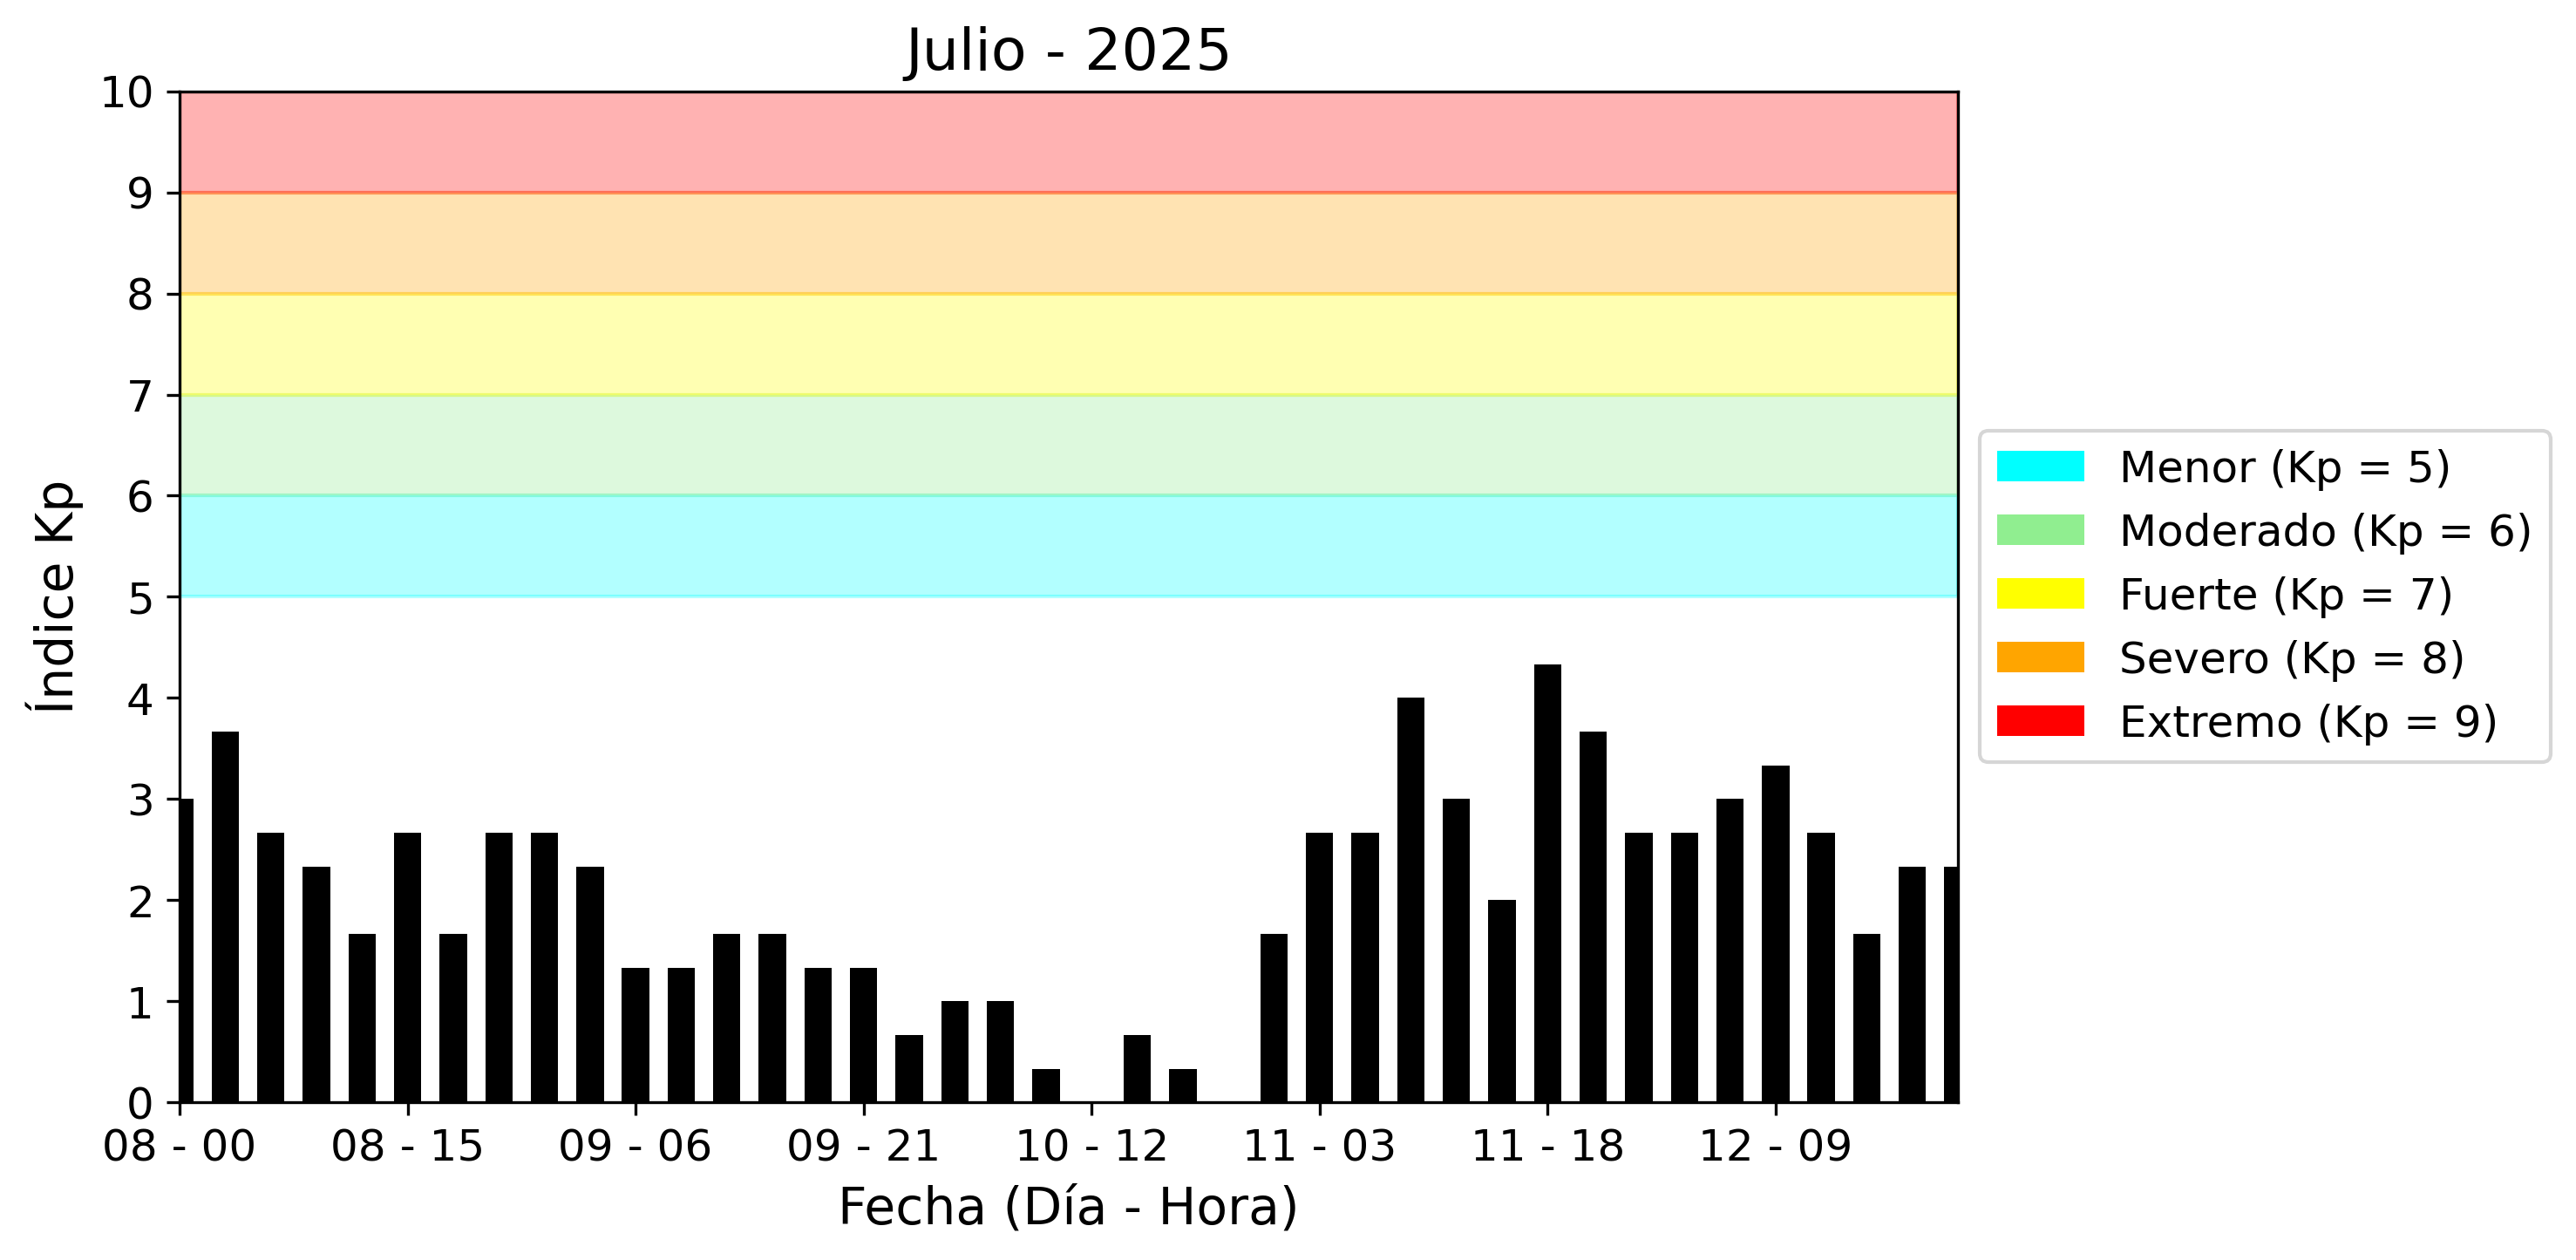 Julio - 2025
10
9
8
7
6
5
4
3
2
1
0
Índice Kp
08 - 00
08 - 15
09 - 06
09 - 21
10 - 12
11 - 03
11 - 18
12 - 09
Fecha (Día - Hora)
Menor (Kp = 5)
Moderado (Kp = 6)
Fuerte (Kp = 7)
Severo (Kp = 8)
Extremo (Kp = 9)